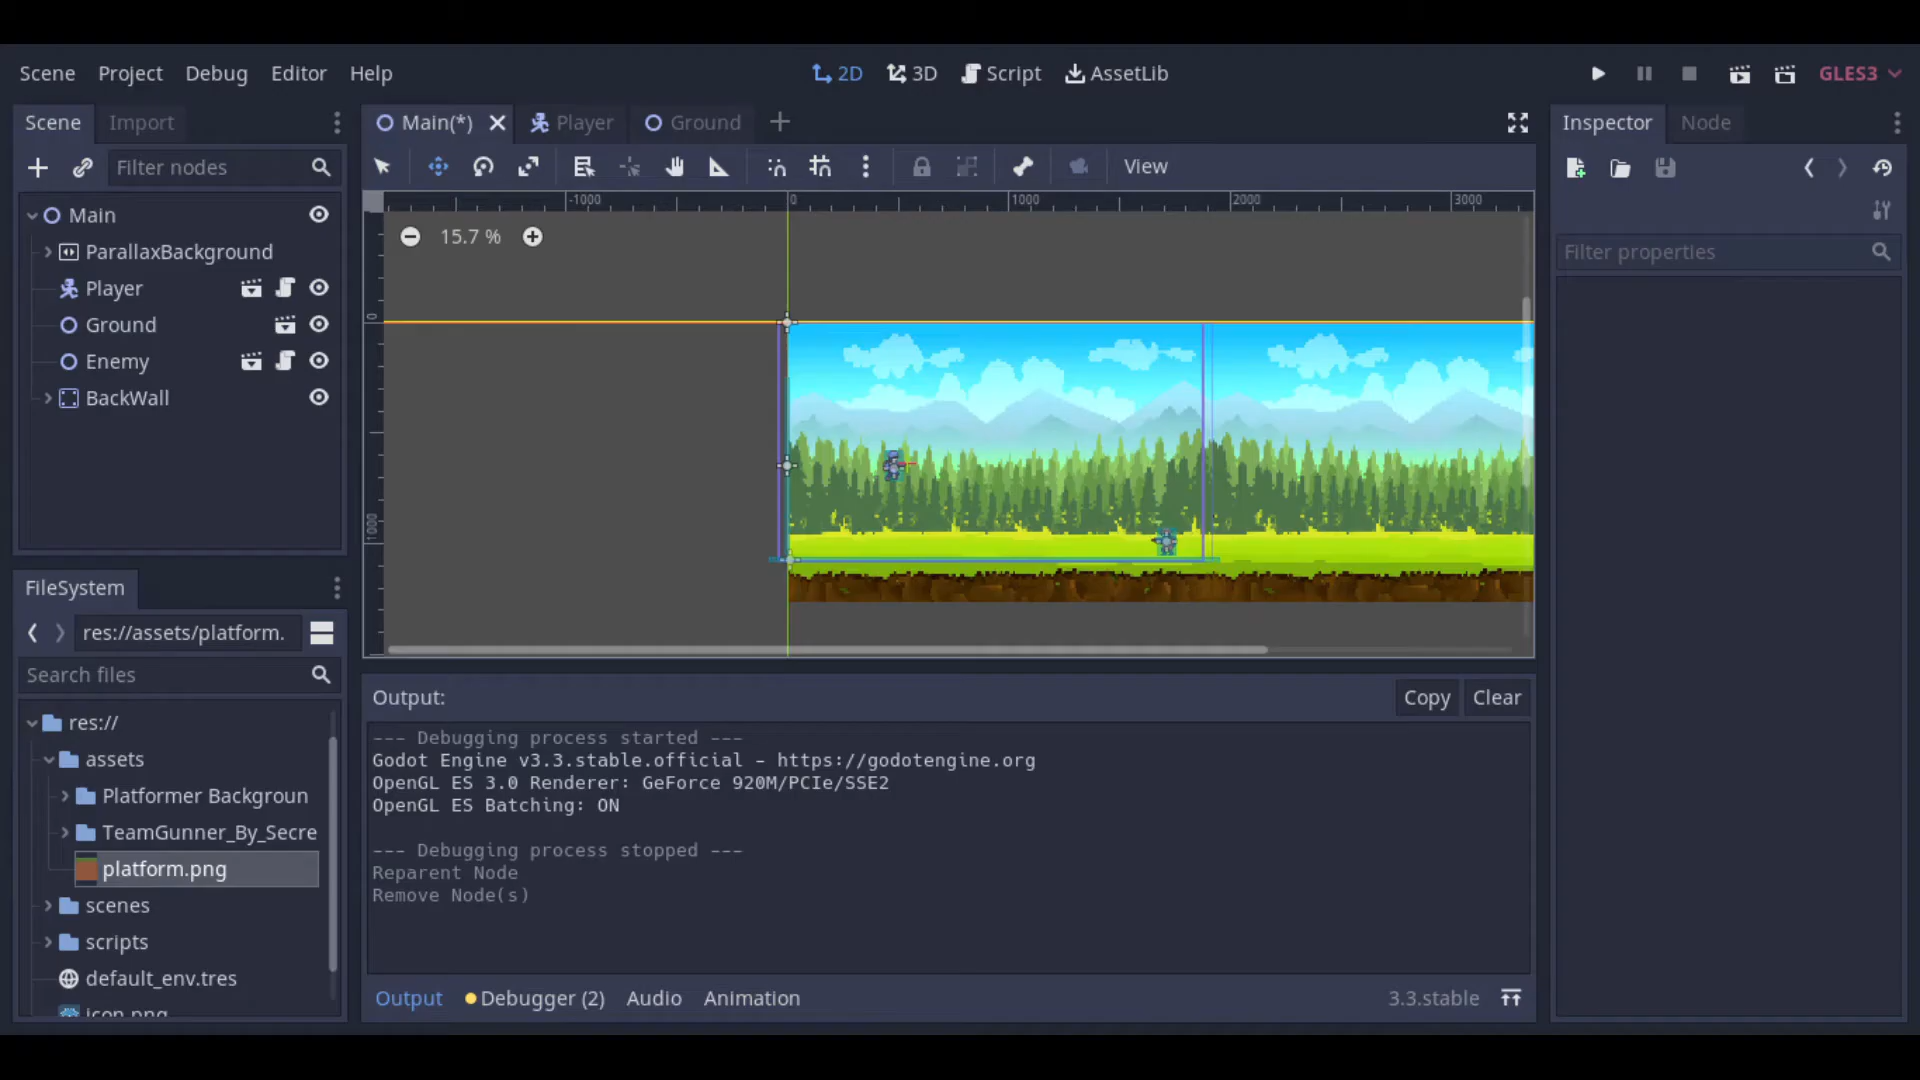 Scene Project Debug Editor Help
2D 3D Script AssetLib
GLES3
Scene Import
Main(*) Player Ground
Inspector Node
Filter nodes
View
Main
ParallaxBackground
Player
Ground
Enemy
BackWall
-1000 0 1000 2000 3000
15.7 %
0
1000
Filter properties
FileSystem
res://assets/platform.
Search files
res://
assets
Platformer Backgroun
TeamGunner_By_Secre
platform.png
scenes
scripts
default_env.tres
icon.png
Output:
Copy Clear
--- Debugging process started ---
Godot Engine v3.3.stable.official - https://godotengine.org
OpenGL ES 3.0 Renderer: GeForce 920M/PCIe/SSE2
OpenGL ES Batching: ON
--- Debugging process stopped ---
Reparent Node
Remove Node(s)
Output Debugger (2) Audio Animation
3.3.stable